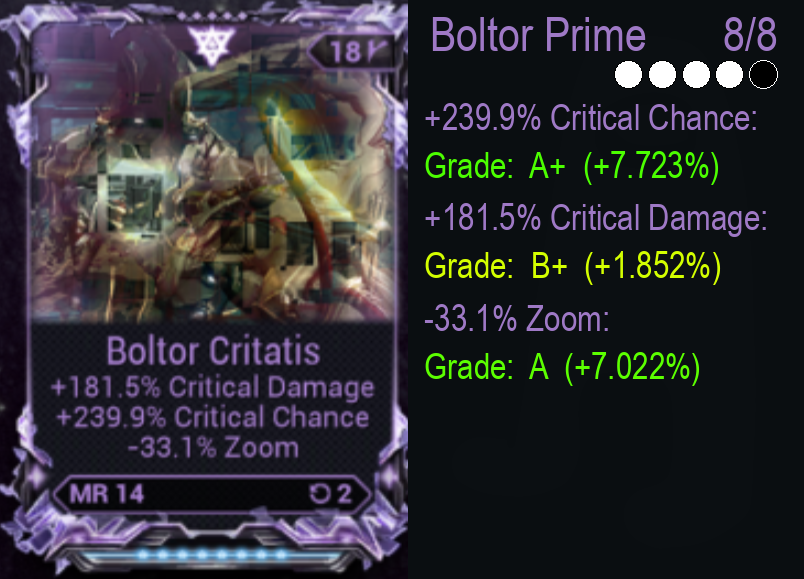 18
Boltor Critatis
+181.5% Critical Damage
+239.9% Critical Chance
-33.1% Zoom
MR 14
2
Boltor Prime 8/8
+239.9% Critical Chance:
Grade: A+ (+7.723%)
+181.5% Critical Damage:
Grade: B+ (+1.852%)
-33.1% Zoom:
Grade: A (+7.022%)